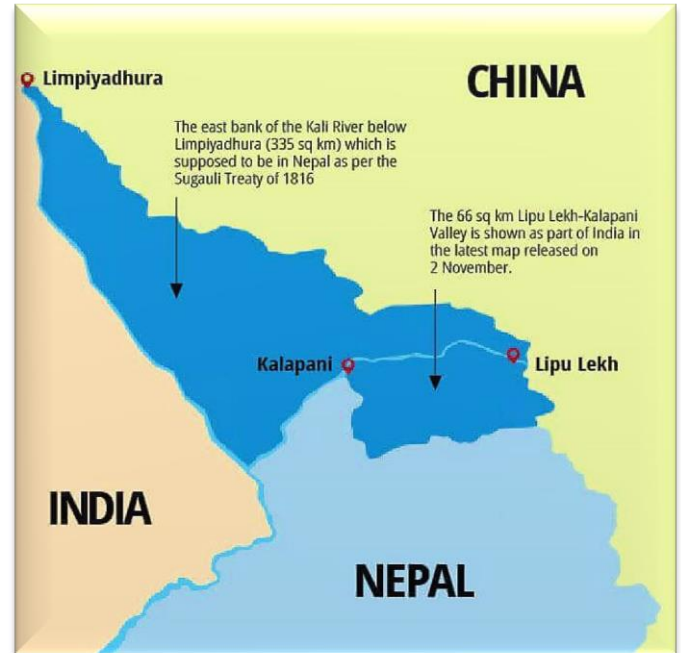 Limpiyadhura
CHINA
The east bank of the Kali River below
Limpiyadhura (335 sq km) which is
supposed to be in Nepal as per the
Sugauli Treaty of 1816
The 66 sq km Lipu Lekh-Kalapani
Valley is shown as part of India in
the latest map released on
2 November.
Kalapani
Lipu Lekh
INDIA
NEPAL